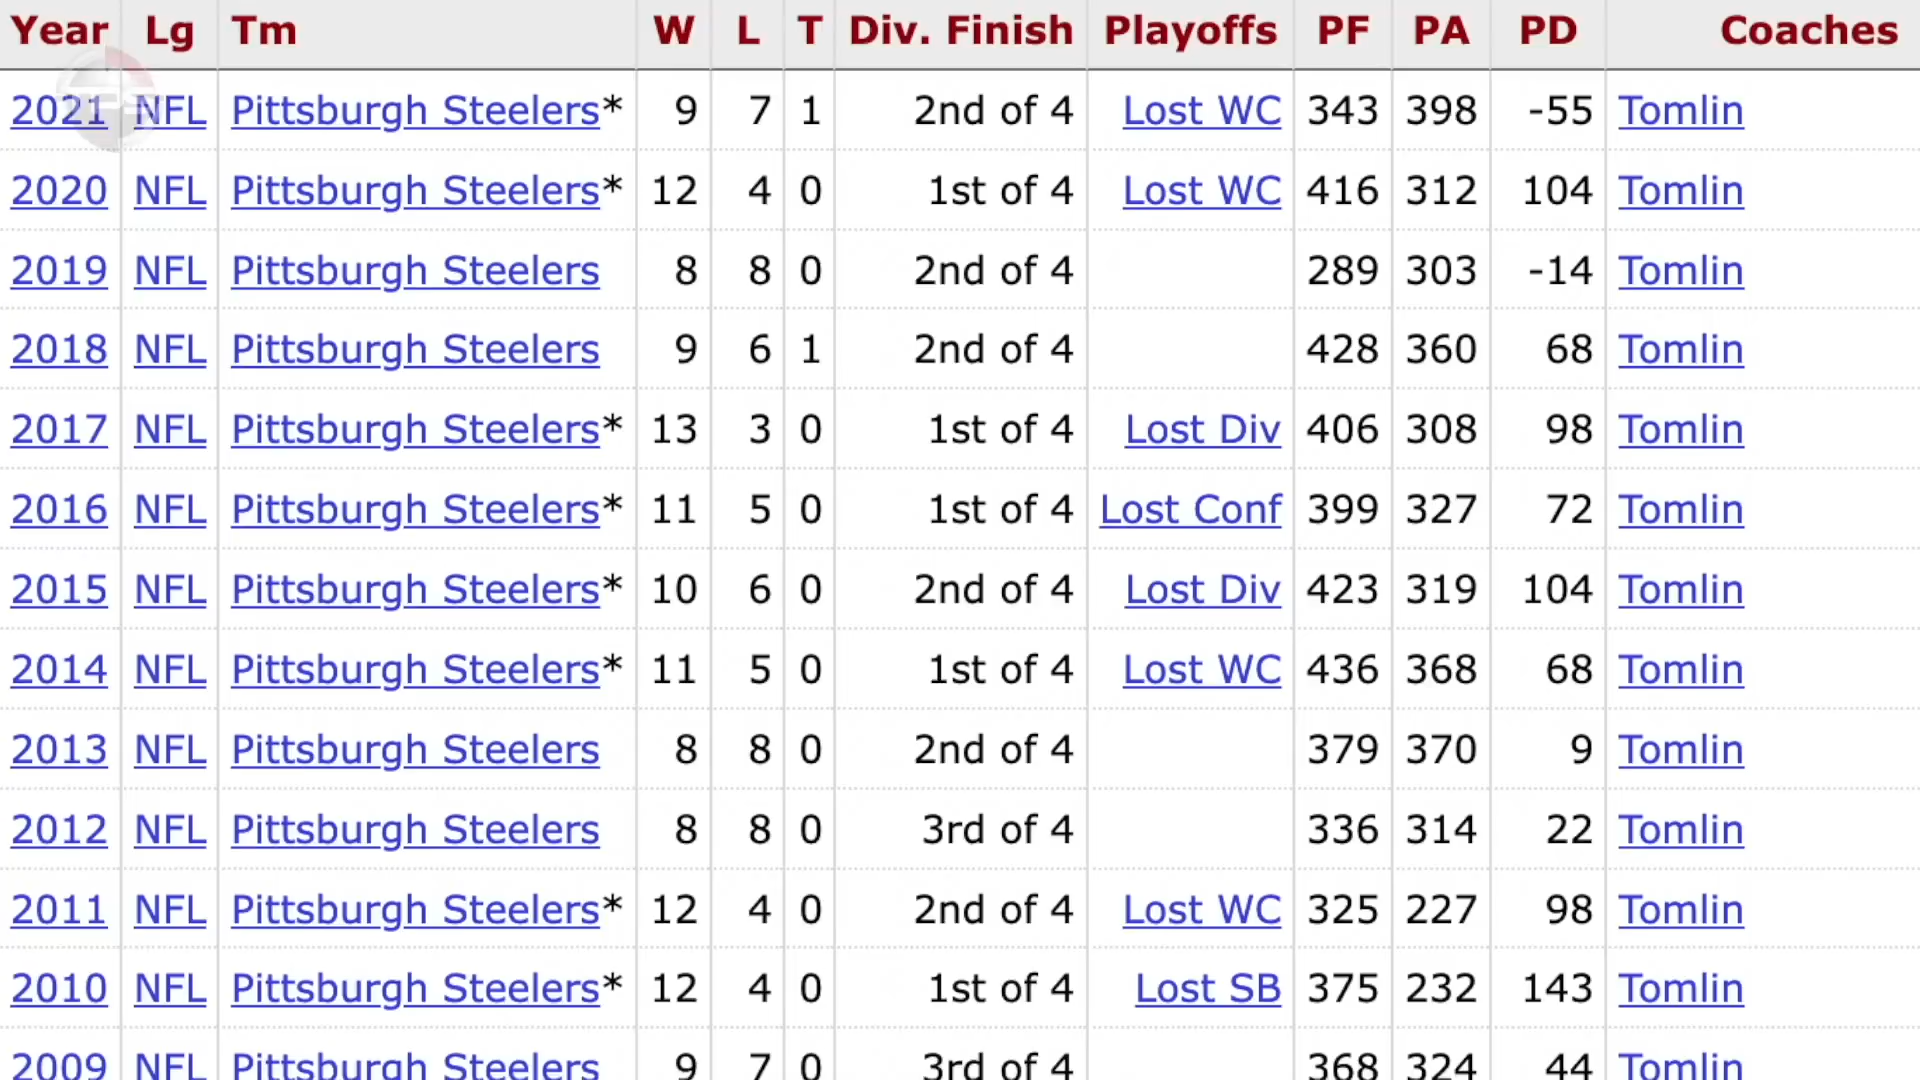 Year Lg Tm W L T Div. Finish Playoffs PF PA PD Coaches
2021 NFL Pittsburgh Steelers* 9 7 1 2nd of 4 Lost WC 343 398 -55 Tomlin
2020 NFL Pittsburgh Steelers* 12 4 0 1st of 4 Lost WC 416 312 104 Tomlin
2019 NFL Pittsburgh Steelers 8 8 0 2nd of 4 289 303 -14 Tomlin
2018 NFL Pittsburgh Steelers 9 6 1 2nd of 4 428 360 68 Tomlin
2017 NFL Pittsburgh Steelers* 13 3 0 1st of 4 Lost Div 406 308 98 Tomlin
2016 NFL Pittsburgh Steelers* 11 5 0 1st of 4 Lost Conf 399 327 72 Tomlin
2015 NFL Pittsburgh Steelers* 10 6 0 2nd of 4 Lost Div 423 319 104 Tomlin
2014 NFL Pittsburgh Steelers* 11 5 0 1st of 4 Lost WC 436 368 68 Tomlin
2013 NFL Pittsburgh Steelers 8 8 0 2nd of 4 379 370 9 Tomlin
2012 NFL Pittsburgh Steelers 8 8 0 3rd of 4 336 314 22 Tomlin
2011 NFL Pittsburgh Steelers* 12 4 0 2nd of 4 Lost WC 325 227 98 Tomlin
2010 NFL Pittsburgh Steelers* 12 4 0 1st of 4 Lost SB 375 232 143 Tomlin
2009 NFL Pittsburgh Steelers 9 7 0 3rd of 4 368 324 44 Tomlin